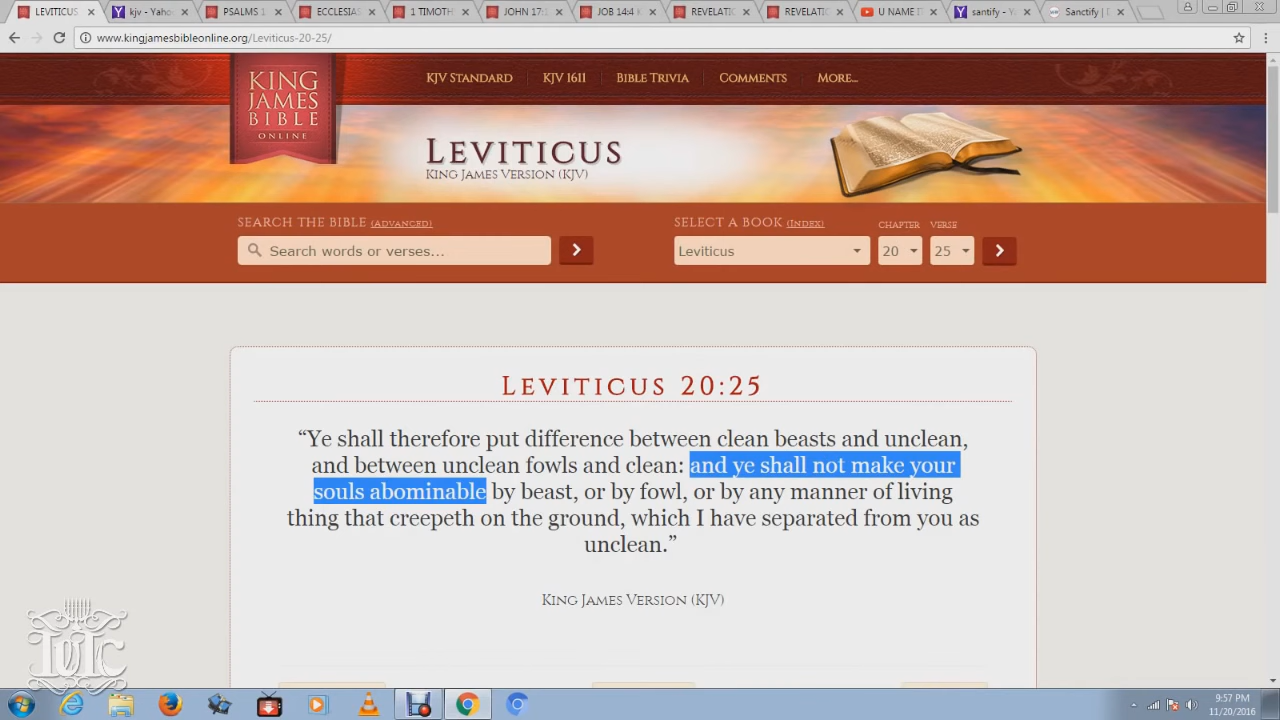 LEVITICUS
kjv - Yaho
PSALMS 1
ECCLESIAS
1 TIMOTH
JOHN 17:1
JOB 14:4 K
REVELATI
REVELATI
U NAME IT
santify - Y
Sanctify | D
www.kingjamesbibleonline.org/Leviticus-20-25/
KING
JAMES
BIBLE
ONLINE
KJV STANDARD
KJV 1611
BIBLE TRIVIA
COMMENTS
MORE...
LEVITICUS
KING JAMES VERSION (KJV)
SEARCH THE BIBLE (ADVANCED)
SELECT A BOOK (INDEX)
CHAPTER
VERSE
Search words or verses...
Leviticus
20
25
LEVITICUS 20:25
“Ye shall therefore put difference between clean beasts and unclean,
and between unclean fowls and clean: and ye shall not make your
souls abominable by beast, or by fowl, or by any manner of living
thing that creepeth on the ground, which I have separated from you as
unclean.”
KING JAMES VERSION (KJV)
IUIC
9:57 PM
11/20/2016